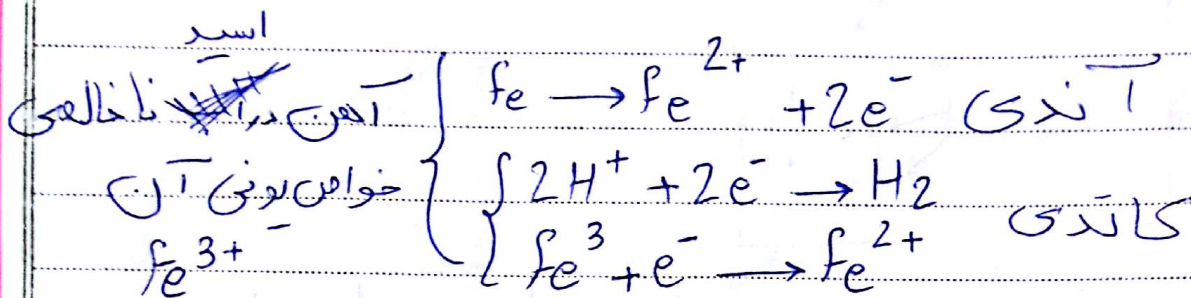 اسید
آهن در ناخالصی { fe → fe²⁺ + 2e⁻ آندی
خواص یونی آن { 2H⁺ + 2e⁻ → H2 کاتدی
fe³⁺ { fe³ + e⁻ → fe²⁺